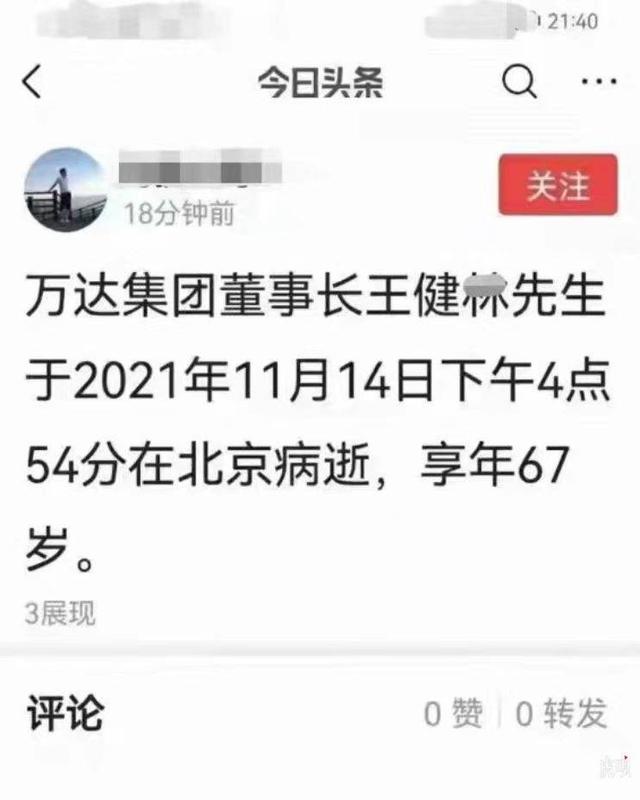 21:40
今日头条
关注
18分钟前
万达集团董事长王健林先生
于2021年11月14日下午4点
54分在北京病逝，享年67
岁。
3展现
评论
0 赞
0 转发